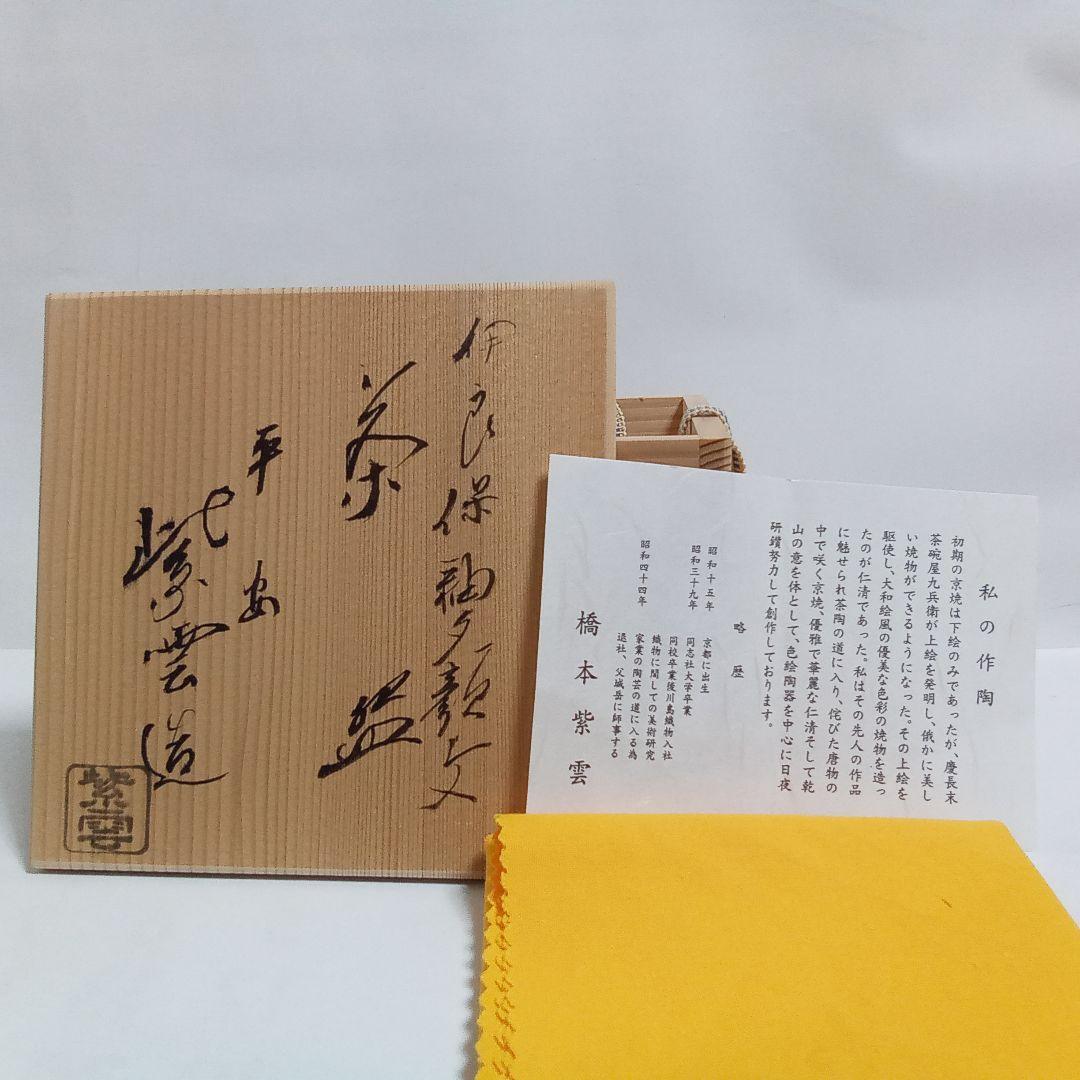 伊良保釉夕顔文
茶盌
平安
紫雲造
紫雲
私の作陶
初期の京焼は下絵のみであったが、慶長末
茶碗屋九兵衛が上絵を発明し、俄かに美し
い焼物ができるようになった。その上絵を
駆使し、大和絵風の優美な色彩の焼物を造っ
たのが仁清であった。私はその先人の作品
に魅せられ茶陶の道に入り、侘びた唐物の
中で咲く京焼、優雅で華麗な仁清そして乾
山の意を体として、色絵陶器を中心に日夜
研鑽努力して創作しております。
略歴
昭和十五年 京都に出生
昭和三十九年 同志社大学卒業
同校卒業後川島織物入社
織物に関しての美術研究
昭和四十四年 家業の陶芸の道に入る為
退社、父城岳に師事する
橋本紫雲